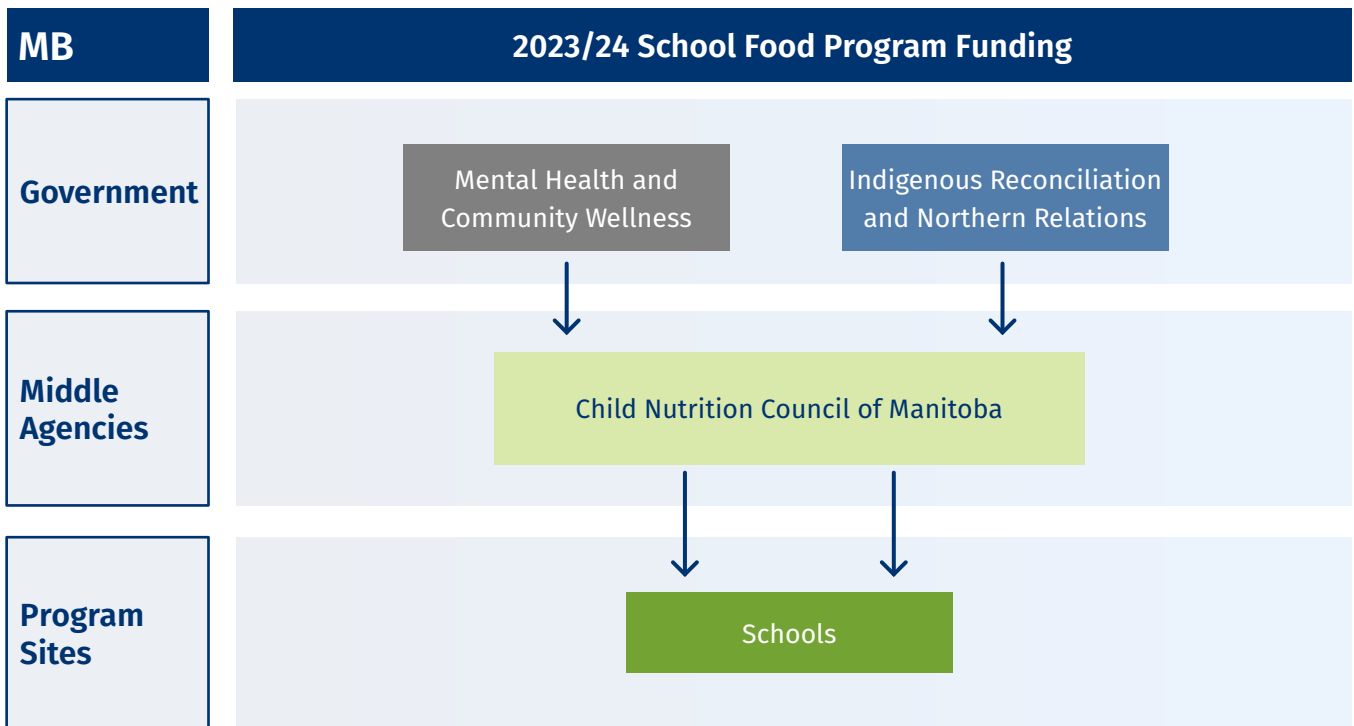 MB
2023/24 School Food Program Funding
Government
Mental Health and
Community Wellness
Indigenous Reconciliation
and Northern Relations
Middle
Agencies
Child Nutrition Council of Manitoba
Program
Sites
Schools